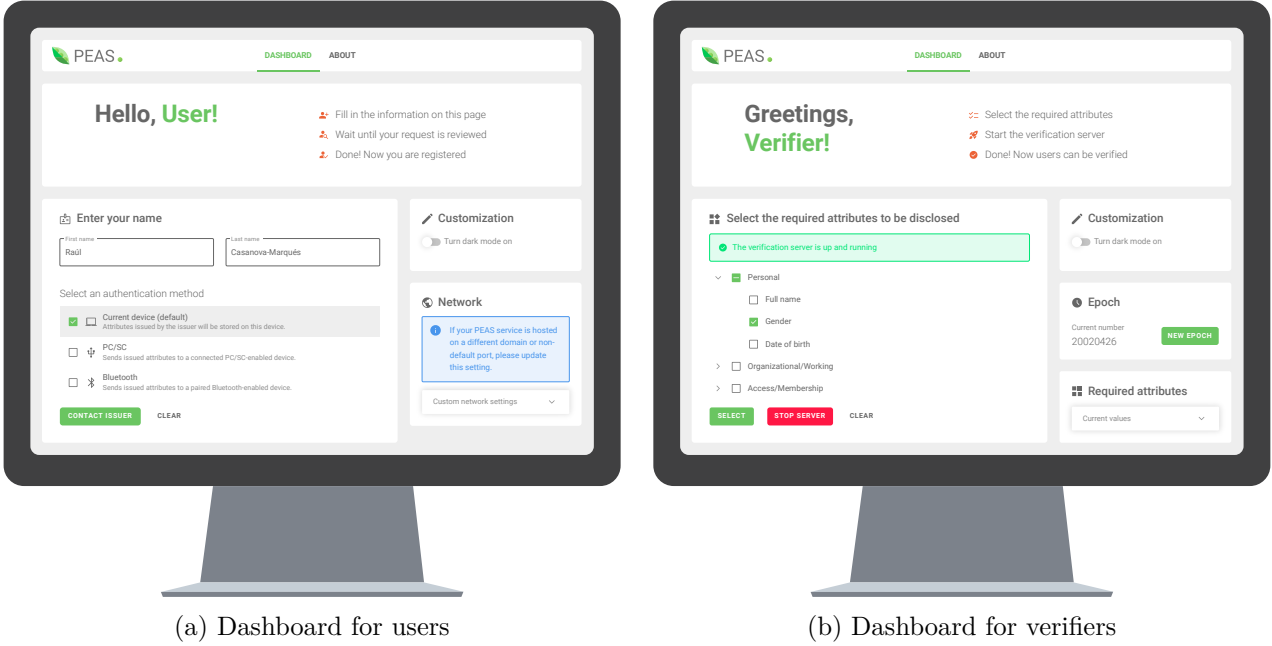 PEAS
DASHBOARD
ABOUT
Hello, User!
Fill in the information on this page
Wait until your request is reviewed
Done! Now you are registered
Enter your name
First name
Raúl
Last name
Casanova-Marqués
Select an authentication method
Current device (default)
Attributes issued by the issuer will be stored on this device.
PC/SC
Sends issued attributes to a connected PC/SC-enabled device.
Bluetooth
Sends issued attributes to a paired Bluetooth-enabled device.
CONTACT ISSUER
CLEAR
Customization
Turn dark mode on
Network
If your PEAS service is hosted
on a different domain or non-
default port, please update
this setting.
Custom network settings
(a) Dashboard for users
PEAS
DASHBOARD
ABOUT
Greetings,
Verifier!
Select the required attributes
Start the verification server
Done! Now users can be verified
Select the required attributes to be disclosed
The verification server is up and running
Personal
Full name
Gender
Date of birth
Organizational/Working
Access/Membership
SELECT
STOP SERVER
CLEAR
Customization
Turn dark mode on
Epoch
Current number
20020426
NEW EPOCH
Required attributes
Current values
(b) Dashboard for verifiers